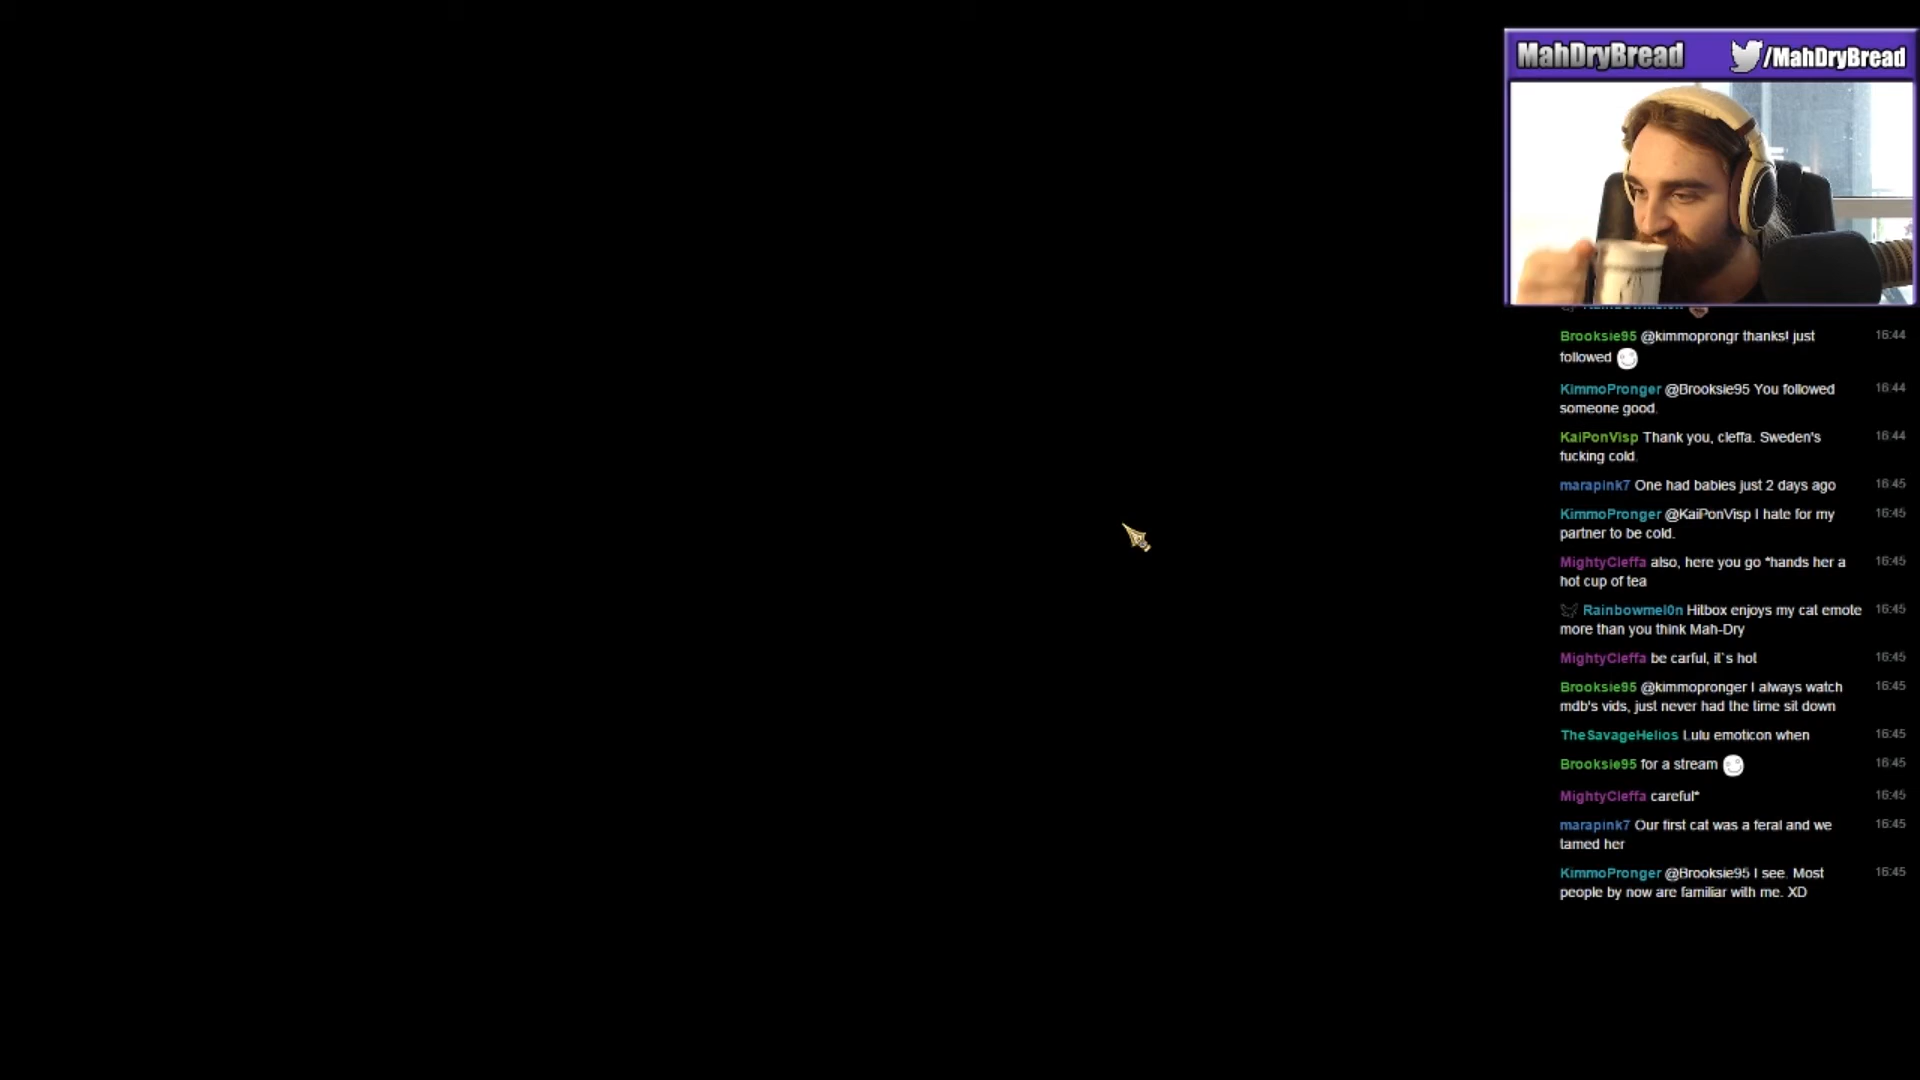 MahDryBread /MahDryBread
Brooksie95 @kimmoprongr thanks! just 16:44
followed
KimmoPronger @Brooksie95 You followed 16:44
someone good.
KaiPonVisp Thank you, cleffa. Sweden's 16:44
fucking cold.
marapink7 One had babies just 2 days ago 16:45
KimmoPronger @KaiPonVisp I hate for my 16:45
partner to be cold.
MightyCleffa also, here you go *hands her a 16:45
hot cup of tea
Rainbowmel0n Hitbox enjoys my cat emote 16:45
more than you think Mah-Dry
MightyCleffa be carful, it`s hot 16:45
Brooksie95 @kimmopronger I always watch 16:45
mdb's vids, just never had the time sit down
TheSavageHelios Lulu emoticon when 16:45
Brooksie95 for a stream 16:45
MightyCleffa careful* 16:45
marapink7 Our first cat was a feral and we 16:45
tamed her
KimmoPronger @Brooksie95 I see. Most 16:45
people by now are familiar with me. XD